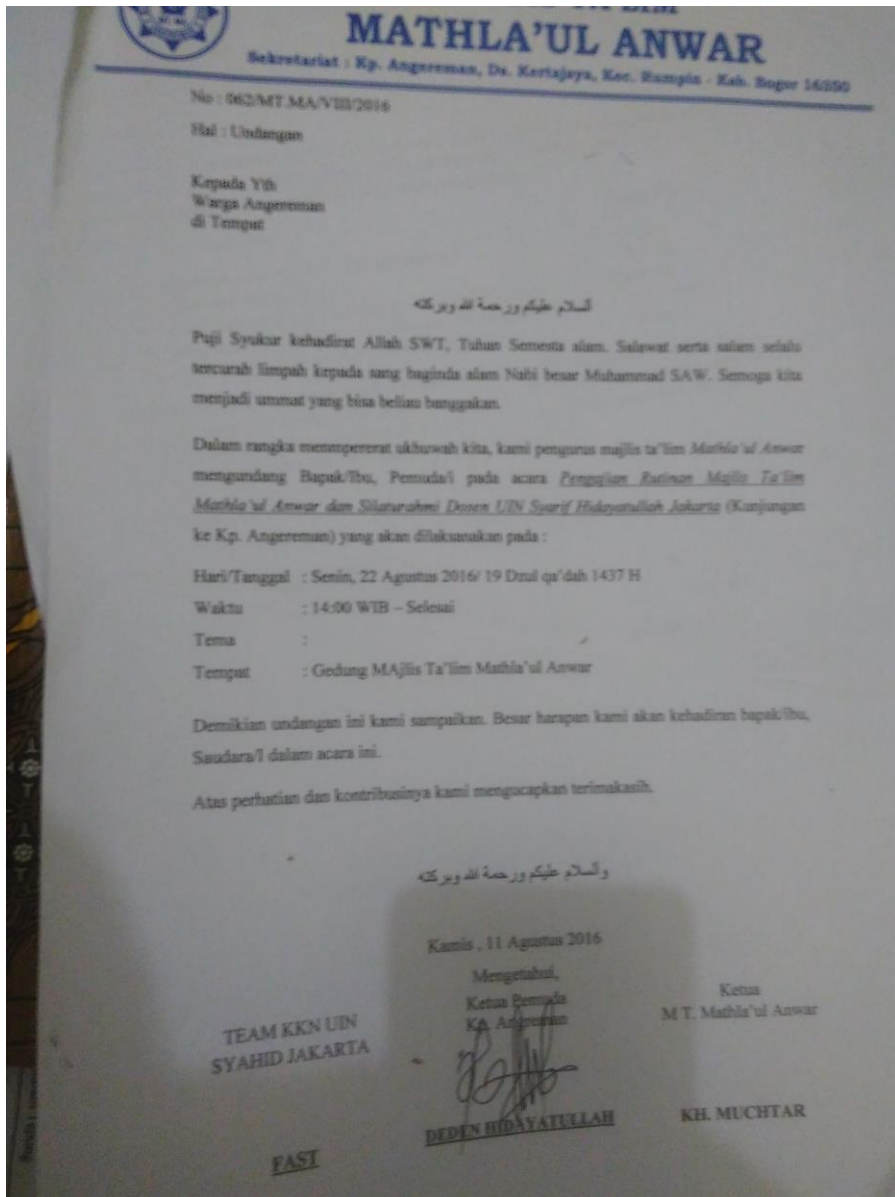 MATHLA'UL ANWAR
Sekretariat : Kp. Angereman, Ds. Kertajaya, Kec. Rumpin - Kab. Bogor 16350
No : 062/MT.MA/VIII/2016
Hal : Undangan
Kepada Yth
Warga Angereman
di Tempat
السلام عليكم ورحمة الله وبركته
Puji Syukur kehadirat Allah SWT, Tuhan Semesta alam. Salawat serta salam selalu
tercurah limpah kepada sang baginda alam Nabi besar Muhammad SAW. Semoga kita
menjadi ummat yang bisa beliau banggakan.
Dalam rangka mempererat ukhuwah kita, kami pengurus majlis ta'lim Mathla'ul Anwar
mengundang Bapak/Ibu, Pemuda/i pada acara Pengajian Rutinan Majlis Ta'lim
Mathla'ul Anwar dan Silaturahmi Dosen UIN Syarif Hidayatullah Jakarta (Kunjungan
ke Kp. Angereman) yang akan dilaksanakan pada :
Hari/Tanggal : Senin, 22 Agustus 2016/ 19 Dzul qa'dah 1437 H
Waktu : 14:00 WIB – Selesai
Tema :
Tempat : Gedung MAjlis Ta'lim Mathla'ul Anwar
Demikian undangan ini kami sampaikan. Besar harapan kami akan kehadiran bapak/ibu,
Saudara/I dalam acara ini.
Atas perhatian dan kontribusinya kami mengucapkan terimakasih.
والسلام عليكم ورحمة الله وبركته
Kamis , 11 Agustus 2016
Mengetahui,
TEAM KKN UIN
SYAHID JAKARTA
FAST
Ketua Pemuda
Kp. Angereman
DEDEN HIDAYATULLAH
Ketua
M T. Mathla'ul Anwar
KH. MUCHTAR